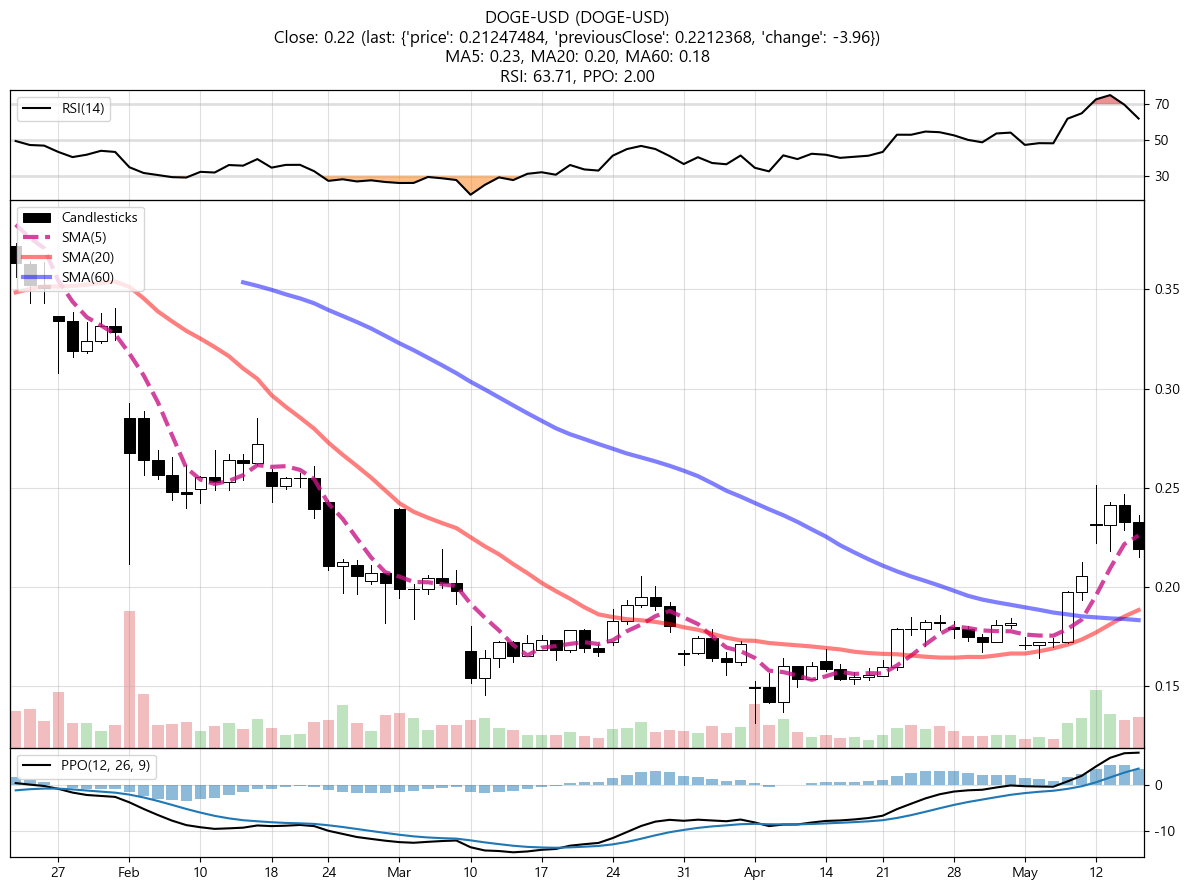 DOGE-USD (DOGE-USD)
Close: 0.22 (last: {'price': 0.21247484, 'previousClose': 0.2212368, 'change': -3.96})
MA5: 0.23, MA20: 0.20, MA60: 0.18
RSI: 63.71, PPO: 2.00
RSI(14)
70
50
30
Candlesticks
SMA(5)
SMA(20)
SMA(60)
0.35
0.30
0.25
0.20
0.15
PPO(12, 26, 9)
0
-10
27 Feb 10 18 24 Mar 10 17 24 31 Apr 14 21 28 May 12